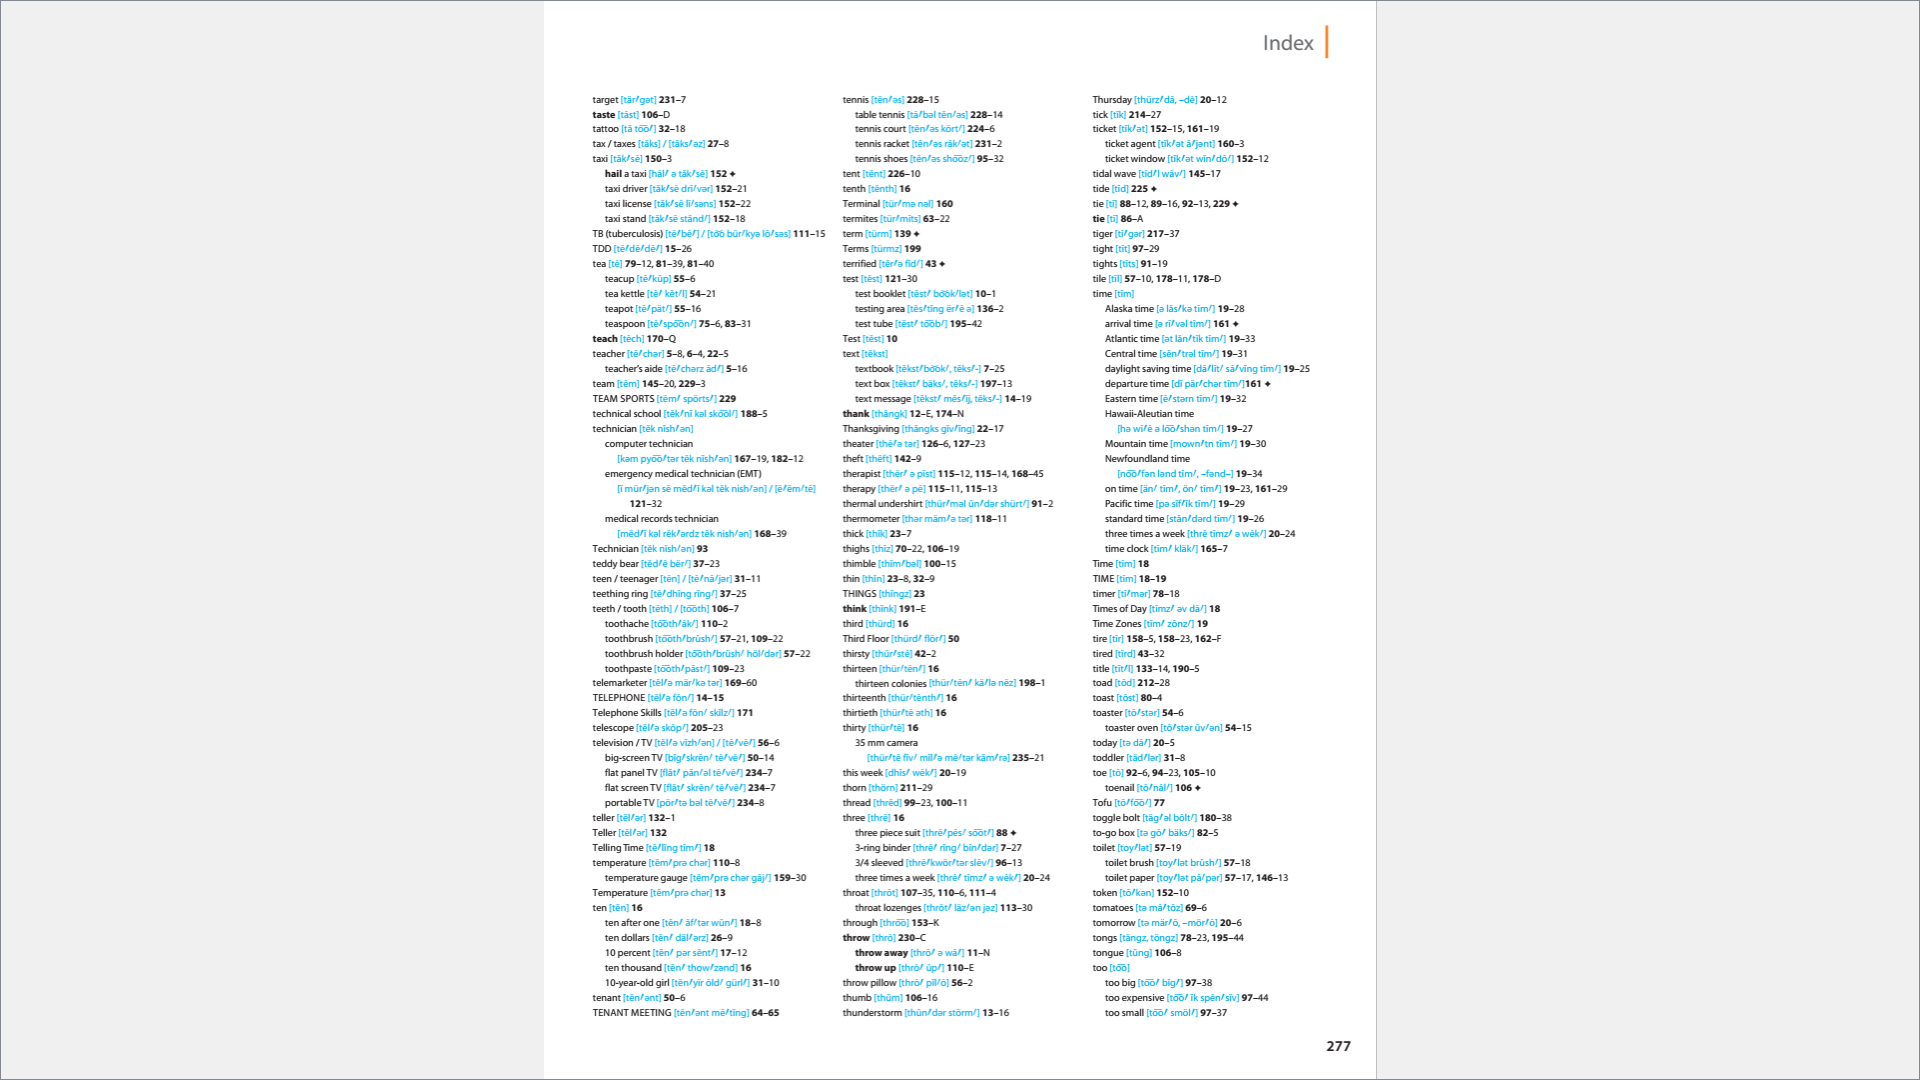 Index
target [tär/gət] 231–7
taste [tāst] 106–D
tattoo [tă to͞o/] 32–18
tax / taxes [tăks] / [tăks/əz] 27–8
taxi [tăk/sē] 150–3
hail a taxi [hāl/ ə tăk/sē] 152 ✦
taxi driver [tăk/sē drī/vər] 152–21
taxi license [tăk/sē lī/səns] 152–22
taxi stand [tăk/sē stănd/] 152–18
TB (tuberculosis) [tē/bē/] / [to͝o bür/kyə lō/səs] 111–15
TDD [tē/dē/dē/] 15–26
tea [tē] 79–12, 81–39, 81–40
teacup [tē/kŭp] 55–6
tea kettle [tē/ kĕt/l] 54–21
teapot [tē/pät/] 55–16
teaspoon [tē/spo͞on/] 75–6, 83–31
teach [tēch] 170–Q
teacher [tē/chər] 5–8, 6–4, 22–5
teacher's aide [tē/chərz ād/] 5–16
team [tēm] 145–20, 229–3
TEAM SPORTS [tēm/ spörts/] 229
technical school [tĕk/nĭ kəl sko͞ol/] 188–5
technician [tĕk nĭsh/ən]
computer technician
[kəm pyo͞o/tər tĕk nĭsh/ən] 167–19, 182–12
emergency medical technician (EMT)
[ĭ mür/jən sē mĕd/ĭ kəl tĕk nish/ən] / [ē/ĕm/tē]
121–32
medical records technician
[mĕd/ĭ kəl rĕk/ərdz tĕk nish/ən] 168–39
Technician [tĕk nish/ən] 93
teddy bear [tĕd/ē bër/] 37–23
teen / teenager [tēn] / [tē/nā/jər] 31–11
teething ring [tē/dhĭng rĭng/] 37–25
teeth / tooth [tēth] / [to͞oth] 106–7
toothache [to͞oth/āk/] 110–2
toothbrush [to͞oth/brŭsh/] 57–21, 109–22
toothbrush holder [to͞oth/brŭsh/ hōl/dər] 57–22
toothpaste [to͞oth/pāst/] 109–23
telemarketer [tĕl/ə mär/kə tər] 169–60
TELEPHONE [tĕl/ə fōn/] 14–15
Telephone Skills [tĕl/ə fōn/ skĭlz/] 171
telescope [tĕl/ə skōp/] 205–23
television / TV [tĕl/ə vĭzh/ən] / [tē/vē/] 56–6
big-screen TV [bĭg/skrēn/ tē/vē/] 50–14
flat panel TV [flăt/ păn/əl tē/vē/] 234–7
flat screen TV [flăt/ skrēn/ tē/vē/] 234–7
portable TV [pör/tə bəl tē/vē/] 234–8
teller [tĕl/ər] 132–1
Teller [tĕl/ər] 132
Telling Time [tĕ/lĭng tīm/] 18
temperature [tĕm/prə chər] 110–8
temperature gauge [tĕm/prə chər gāj/] 159–30
Temperature [tĕm/prə chər] 13
ten [tĕn] 16
ten after one [tĕn/ ăf/tər wŭn/] 18–8
ten dollars [tĕn/ däl/ərz] 26–9
10 percent [tĕn/ pər sĕnt/] 17–12
ten thousand [tĕn/ thow/zənd] 16
10-year-old girl [tĕn/yïr ōld/ gürl/] 31–10
tenant [tĕn/ənt] 50–6
TENANT MEETING [tĕn/ənt mē/tĭng] 64–65
tennis [tĕn/əs] 228–15
table tennis [tā/bəl tĕn/əs] 228–14
tennis court [tĕn/əs kört/] 224–6
tennis racket [tĕn/əs răk/ət] 231–2
tennis shoes [tĕn/əs sho͞oz/] 95–32
tent [tĕnt] 226–10
tenth [tĕnth] 16
Terminal [tür/mə nəl] 160
termites [tür/mīts] 63–22
term [türm] 139 ✦
Terms [türmz] 199
terrified [tër/ə fīd/] 43 ✦
test [tĕst] 121–30
test booklet [tĕst/ bo͝ok/lət] 10–1
testing area [tĕs/tĭng ër/ē ə] 136–2
test tube [tĕst/ to͞ob/] 195–42
Test [tĕst] 10
text [tĕkst]
textbook [tĕkst/bo͝ok/, tĕks/-] 7–25
text box [tĕkst/ bäks/, tĕks/-] 197–13
text message [tĕkst/ mĕs/ĭj, tĕks/-] 14–19
thank [thăngk] 12–E, 174–N
Thanksgiving [thăngks gĭv/ĭng] 22–17
theater [thē/ə tər] 126–6, 127–23
theft [thĕft] 142–9
therapist [thër/ ə pĭst] 115–12, 115–14, 168–45
therapy [thër/ ə pē] 115–11, 115–13
thermal undershirt [thür/məl ŭn/dər shürt/] 91–2
thermometer [thər mäm/ə tər] 118–11
thick [thĭk] 23–7
thighs [thīz] 70–22, 106–19
thimble [thĭm/bəl] 100–15
thin [thĭn] 23–8, 32–9
THINGS [thĭngz] 23
think [thĭnk] 191–E
third [thürd] 16
Third Floor [thürd/ flör/] 50
thirsty [thür/stē] 42–2
thirteen [thür/tēn/] 16
thirteen colonies [thür/tēn/ kä/lə nēz] 198–1
thirteenth [thür/tēnth/] 16
thirtieth [thür/tē əth] 16
thirty [thür/tē] 16
35 mm camera
[thür/tē fīv/ mĭl/ə mē/tər kăm/rə] 235–21
this week [dhĭs/ wēk/] 20–19
thorn [thörn] 211–29
thread [thrĕd] 99–23, 100–11
three [thrē] 16
three piece suit [thrē/pēs/ so͞ot/] 88 ✦
3-ring binder [thrē/ rĭng/ bīn/dər] 7–27
3/4 sleeved [thrē/kwör/tər slēv/] 96–13
three times a week [thrē/ tīmz/ ə wēk/] 20–24
throat [thrōt] 107–35, 110–6, 111–4
throat lozenges [thrōt/ läz/ən jəz] 113–30
through [thro͞o] 153–K
throw [thrō] 230–C
throw away [thrō/ ə wā/] 11–N
throw up [thrō/ ŭp/] 110–E
throw pillow [thrō/ pĭl/ō] 56–2
thumb [thŭm] 106–16
thunderstorm [thŭn/dər störm/] 13–16
Thursday [thürz/dā, –dē] 20–12
tick [tĭk] 214–27
ticket [tĭk/ət] 152–15, 161–19
ticket agent [tĭk/ət ā/jənt] 160–3
ticket window [tĭk/ət wĭn/dō/] 152–12
tidal wave [tīd/l wāv/] 145–17
tide [tīd] 225 ✦
tie [tī] 88–12, 89–16, 92–13, 229 ✦
tie [tī] 86–A
tiger [tī/gər] 217–37
tight [tīt] 97–29
tights [tīts] 91–19
tile [tīl] 57–10, 178–11, 178–D
time [tīm]
Alaska time [ə lăs/kə tīm/] 19–28
arrival time [ə rī/vəl tīm/] 161 ✦
Atlantic time [ət lăn/tĭk tīm/] 19–33
Central time [sĕn/trəl tīm/] 19–31
daylight saving time [dā/līt/ sā/vĭng tīm/] 19–25
departure time [dĭ pär/chər tīm/]161 ✦
Eastern time [ē/stərn tīm/] 19–32
Hawaii-Aleutian time
[hə wī/ē ə lo͞o/shən tīm/] 19–27
Mountain time [mown/tn tīm/] 19–30
Newfoundland time
[no͞o/fən lənd tīm/, –fənd–] 19–34
on time [än/ tīm/, ön/ tīm/] 19–23, 161–29
Pacific time [pə sĭf/ĭk tīm/] 19–29
standard time [stăn/dərd tīm/] 19–26
three times a week [thrē tīmz/ ə wēk/] 20–24
time clock [tīm/ kläk/] 165–7
Time [tīm] 18
TIME [tīm] 18–19
timer [tī/mər] 78–18
Times of Day [tīmz/ əv dā/] 18
Time Zones [tīm/ zōnz/] 19
tire [tīr] 158–5, 158–23, 162–F
tired [tīrd] 43–32
title [tīt/l] 133–14, 190–5
toad [tōd] 212–28
toast [tōst] 80–4
toaster [tō/stər] 54–6
toaster oven [tō/stər ŭv/ən] 54–15
today [tə dā/] 20–5
toddler [täd/lər] 31–8
toe [tō] 92–6, 94–23, 105–10
toenail [tō/nāl/] 106 ✦
Tofu [tō/fo͞o/] 77
toggle bolt [täg/əl bōlt/] 180–38
to-go box [tə gō/ bäks/] 82–5
toilet [toy/lət] 57–19
toilet brush [toy/lət brŭsh/] 57–18
toilet paper [toy/lət pā/pər] 57–17, 146–13
token [tō/kən] 152–10
tomatoes [tə mā/tōz] 69–6
tomorrow [tə mär/ō, –mör/ō] 20–6
tongs [tängz, töngz] 78–23, 195–44
tongue [tŭng] 106–8
too [to͞o]
too big [to͞o/ bĭg/] 97–38
too expensive [to͞o/ ĭk spĕn/sĭv] 97–44
too small [to͞o/ smöl/] 97–37
277